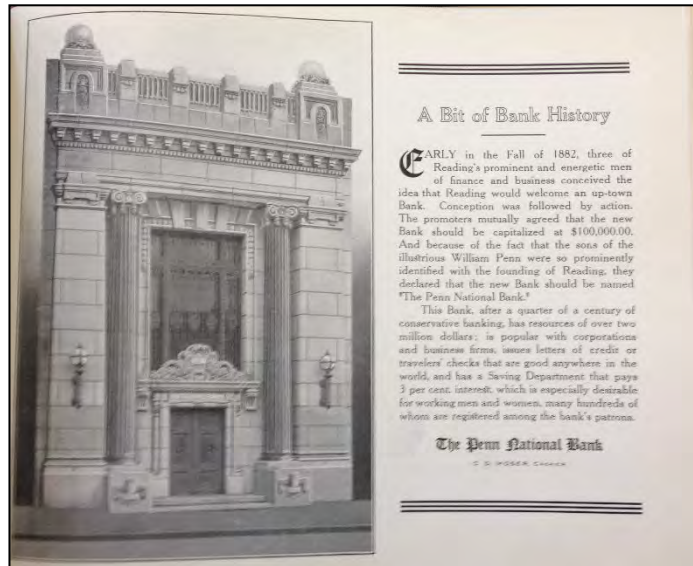 A Bit of Bank History
EARLY in the Fall of 1882, three of
Reading's prominent and energetic men
of finance and business conceived the
idea that Reading would welcome an up-town
Bank. Conception was followed by action.
The promoters mutually agreed that the new
Bank should be capitalized at $100,000.00.
And because of the fact that the sons of the
illustrious William Penn were so prominently
identified with the founding of Reading, they
declared that the new Bank should be named
"The Penn National Bank."
This Bank, after a quarter of a century of
conservative banking, has resources of over two
million dollars; is popular with corporations
and business firms, issues letters of credit or
travelers' checks that are good anywhere in the
world, and has a Saving Department that pays
3 per cent. interest, which is especially desirable
for working men and women, many hundreds of
whom are registered among the bank's patrons.
The Penn National Bank
MOSER, CASHIER